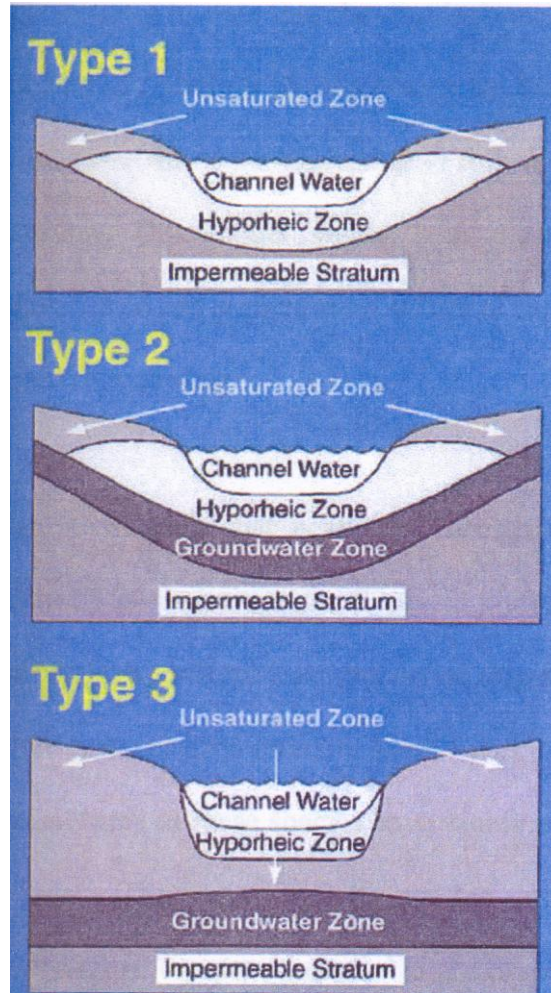 Type 1
Unsaturated Zone
Channel Water
Hyporheic Zone
Impermeable Stratum
Type 2
Unsaturated Zone
Channel Water
Hyporheic Zone
Groundwater Zone
Impermeable Stratum
Type 3
Unsaturated Zone
Channel Water
Hyporheic Zone
Groundwater Zone
Impermeable Stratum